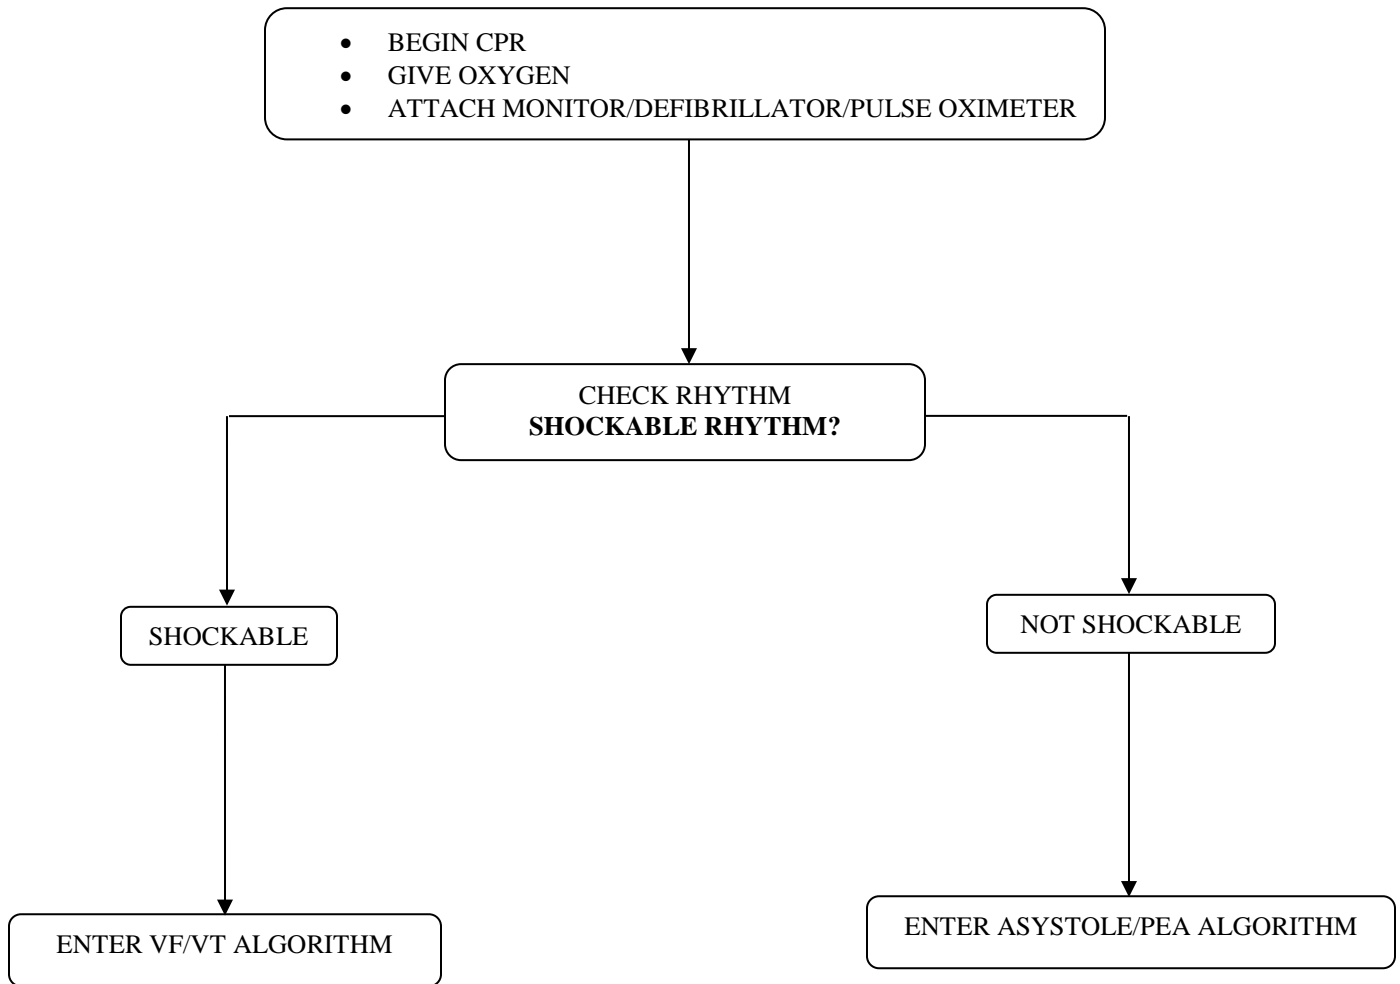 • BEGIN CPR
• GIVE OXYGEN
• ATTACH MONITOR/DEFIBRILLATOR/PULSE OXIMETER
CHECK RHYTHM
SHOCKABLE RHYTHM?
SHOCKABLE
NOT SHOCKABLE
ENTER VF/VT ALGORITHM
ENTER ASYSTOLE/PEA ALGORITHM